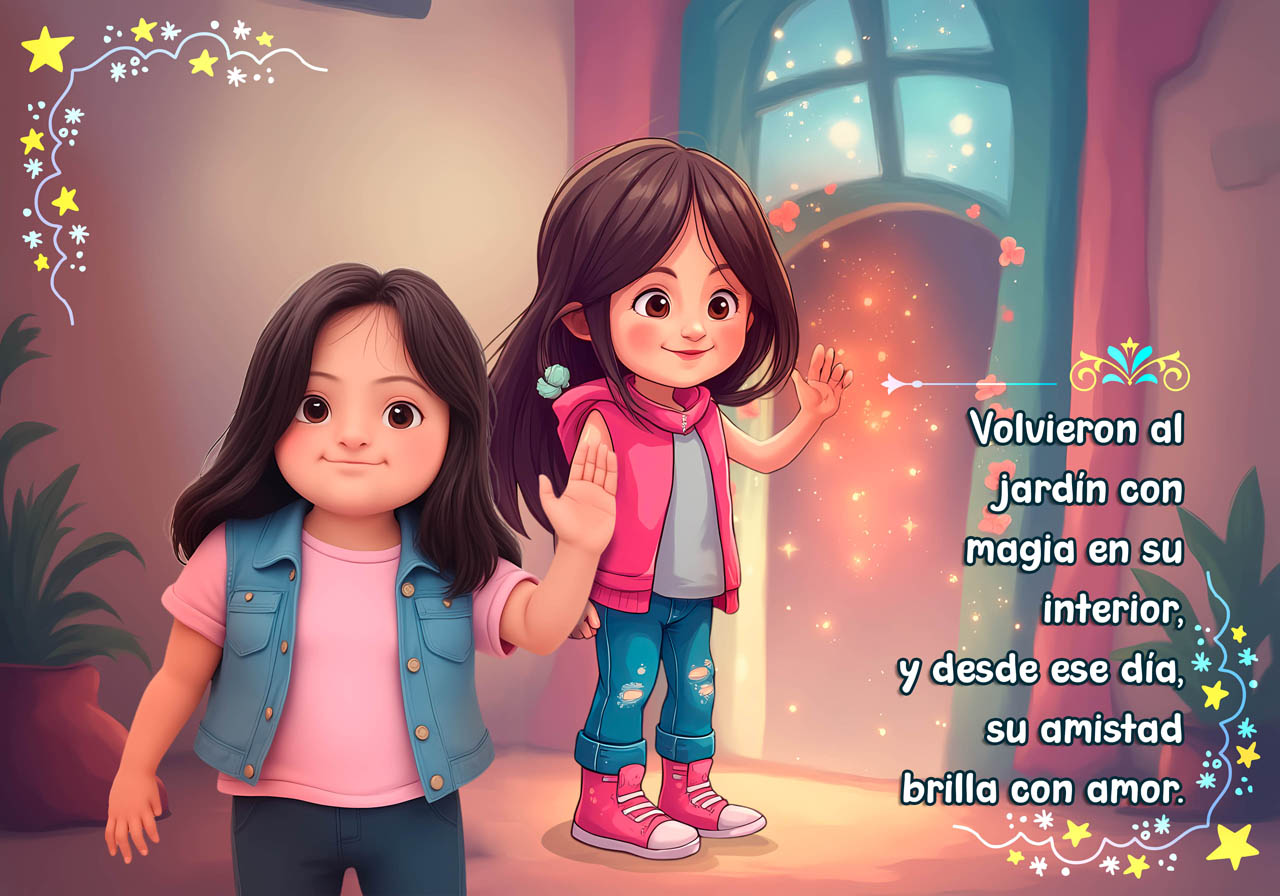 Volvieron al
jardín con
magia en su
interior,
y desde ese día,
su amistad
brilla con amor.